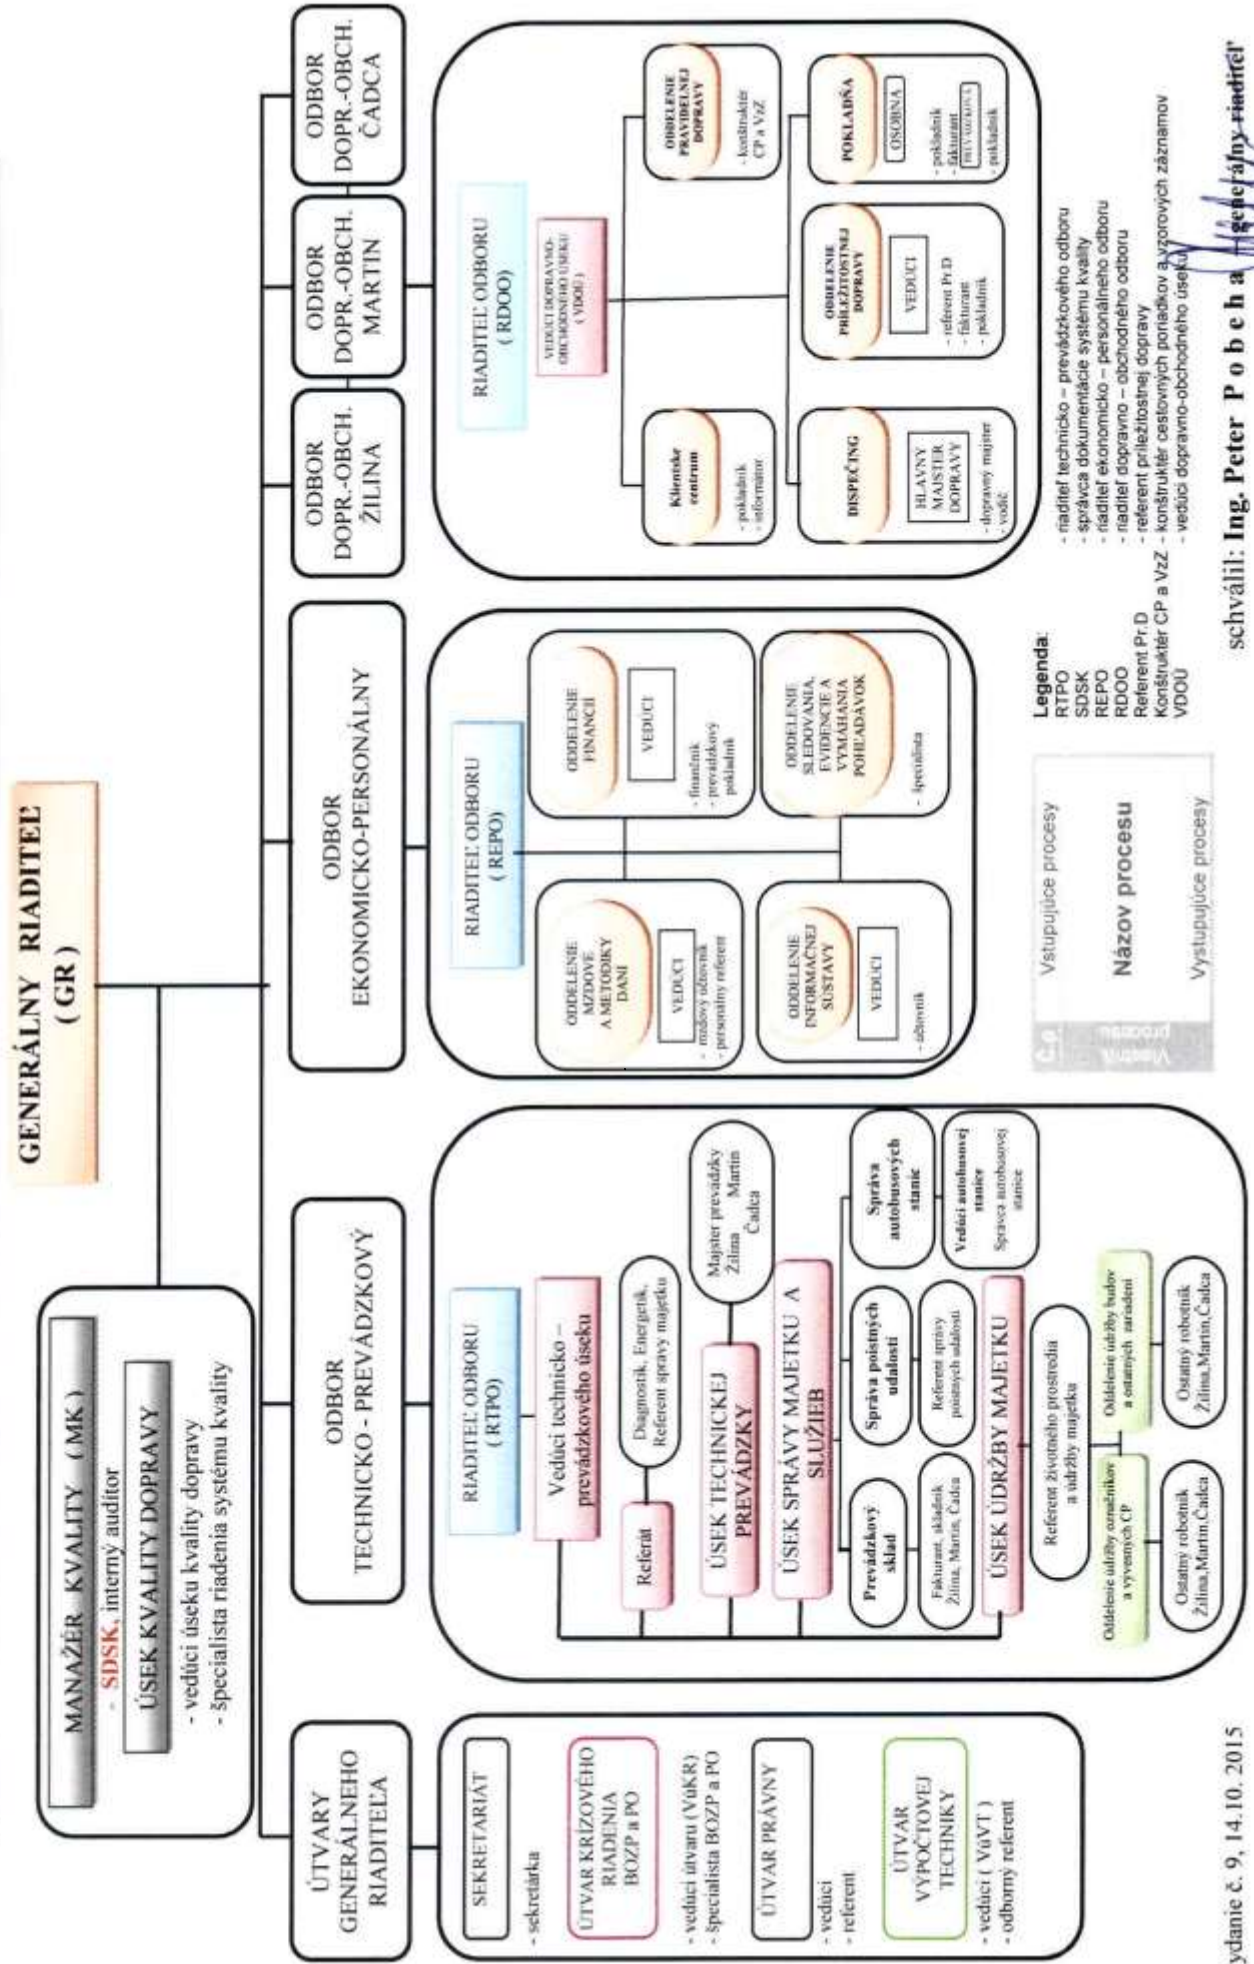 GENERÁLNY RIADITEĽ
( GR )
MANAŽÉR KVALITY (MK)
- SDSK, interný auditor
ÚSEK KVALITY DOPRAVY
- vedúci úseku kvality dopravy
- špecialista riadenia systému kvality
ÚTVARY
GENERÁLNEHO
RIADITEĽA
SEKRETARIÁT
- sekretárka
ÚTVAR KRÍZOVÉHO
RIADENIA
BOZP a PO
- vedúci útvaru (VúKR)
- špecialista BOZP a PO
ÚTVAR PRÁVNY
- vedúci
- referent
ÚTVAR
VÝPOČTOVEJ
TECHNIKY
- vedúci ( VúVT )
- odborný referent
ODBOR
TECHNICKO - PREVÁDZKOVÝ
RIADITEĽ ODBORU
( RTPO)
Vedúci technicko –
prevádzkového úseku
Referát
Diagnostik, Energetik,
Referent správy majetku
ÚSEK TECHNICKEJ
PREVÁDZKY
Majster prevádzky
Žilina Martin
Čadca
ÚSEK SPRÁVY MAJETKU A
SLUŽIEB
Prevádzkový
sklad
Fakturant, skladník
Žilina, Martin, Čadca
Správa poistných
udalostí
Referent správy
poistných udalostí
Správa
autobusových
staníc
Vedúci autobusovej
stanice
Správca autobusovej
stanice
ÚSEK ÚDRŽBY MAJETKU
Referent životného prostredia
a údržby majetku
Oddelenie údržby označníkov
a vývesných CP
Ostatný robotník
Žilina,Martin,Čadca
Oddelenie údržby budov
a ostatných zariadení
Ostatný robotník
Žilina,Martin,Čadca
ODBOR
EKONOMICKO-PERSONÁLNY
RIADITEĽ ODBORU
( REPO)
ODDELENIE
MZDOVÉ
A METODIKY
DANÍ
VEDÚCI
- mzdový účtovník
- personálny referent
ODDELENIE
FINANCIÍ
VEDÚCI
- finančník
- prevádzkový
pokladník
ODDELENIE
INFORMAČNEJ
SÚSTAVY
VEDÚCI
- účtovník
ODDELENIE
SLEDOVANIA,
EVIDENCIE A
VYMÁHANIA
POHĽADÁVOK
- špecialista
ODBOR
DOPR.-OBCH.
ŽILINA
ODBOR
DOPR.-OBCH.
MARTIN
ODBOR
DOPR.-OBCH.
ČADCA
RIADITEĽ ODBORU
( RDOO)
VEDÚCI DOPRAVNO-
OBCHODNÉHO ÚSEKU
( VDOÚ )
Klientske
centrum
- pokladník
- informátor
ODDELENIE
PRAVIDELNEJ
DOPRAVY
- konštruktér
CP a VzZ
DISPEČING
HLAVNÝ
MAJSTER
DOPRAVY
- dopravný majster
- vodič
ODDELENIE
PRÍLEŽITOSTNEJ
DOPRAVY
VEDÚCI
- referent Pr.D
- fakturant
- pokladník
POKLADŇA
OSOBNÁ
- pokladník
- fakturant
PREVÁDZKOVÁ
- pokladník
Č.p.
Vlastník
procesu
Vstupujúce procesy
Názov procesu
Vystupujúce procesy
Legenda:
RTPO - riaditeľ technicko – prevádzkového odboru
SDSK - správca dokumentácie systému kvality
REPO - riaditeľ ekonomicko – personálneho odboru
RDOO - riaditeľ dopravno – obchodného odboru
Referent Pr.D - referent príležitostnej dopravy
Konštruktér CP a VzZ - konštruktér cestovných poriadkov a vzorových záznamov
VDOÚ - vedúci dopravno-obchodného úseku
ydanie č. 9, 14.10. 2015
schválil: Ing. Peter P o b e h a generálny riaditeľ